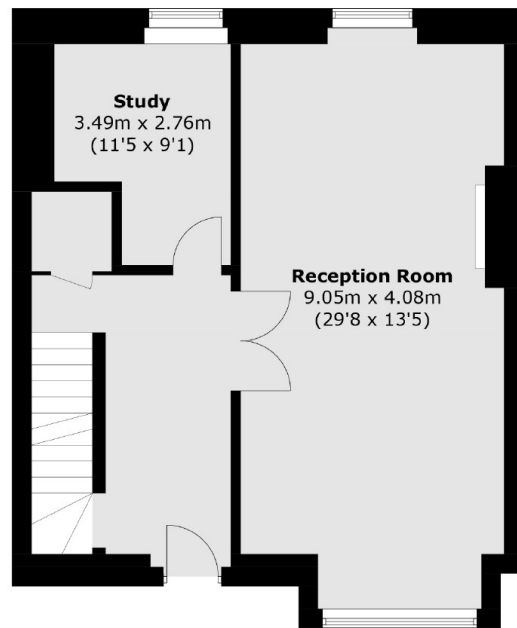 Study
3.49m x 2.76m
(11'5 x 9'1)
Reception Room
9.05m x 4.08m
(29'8 x 13'5)